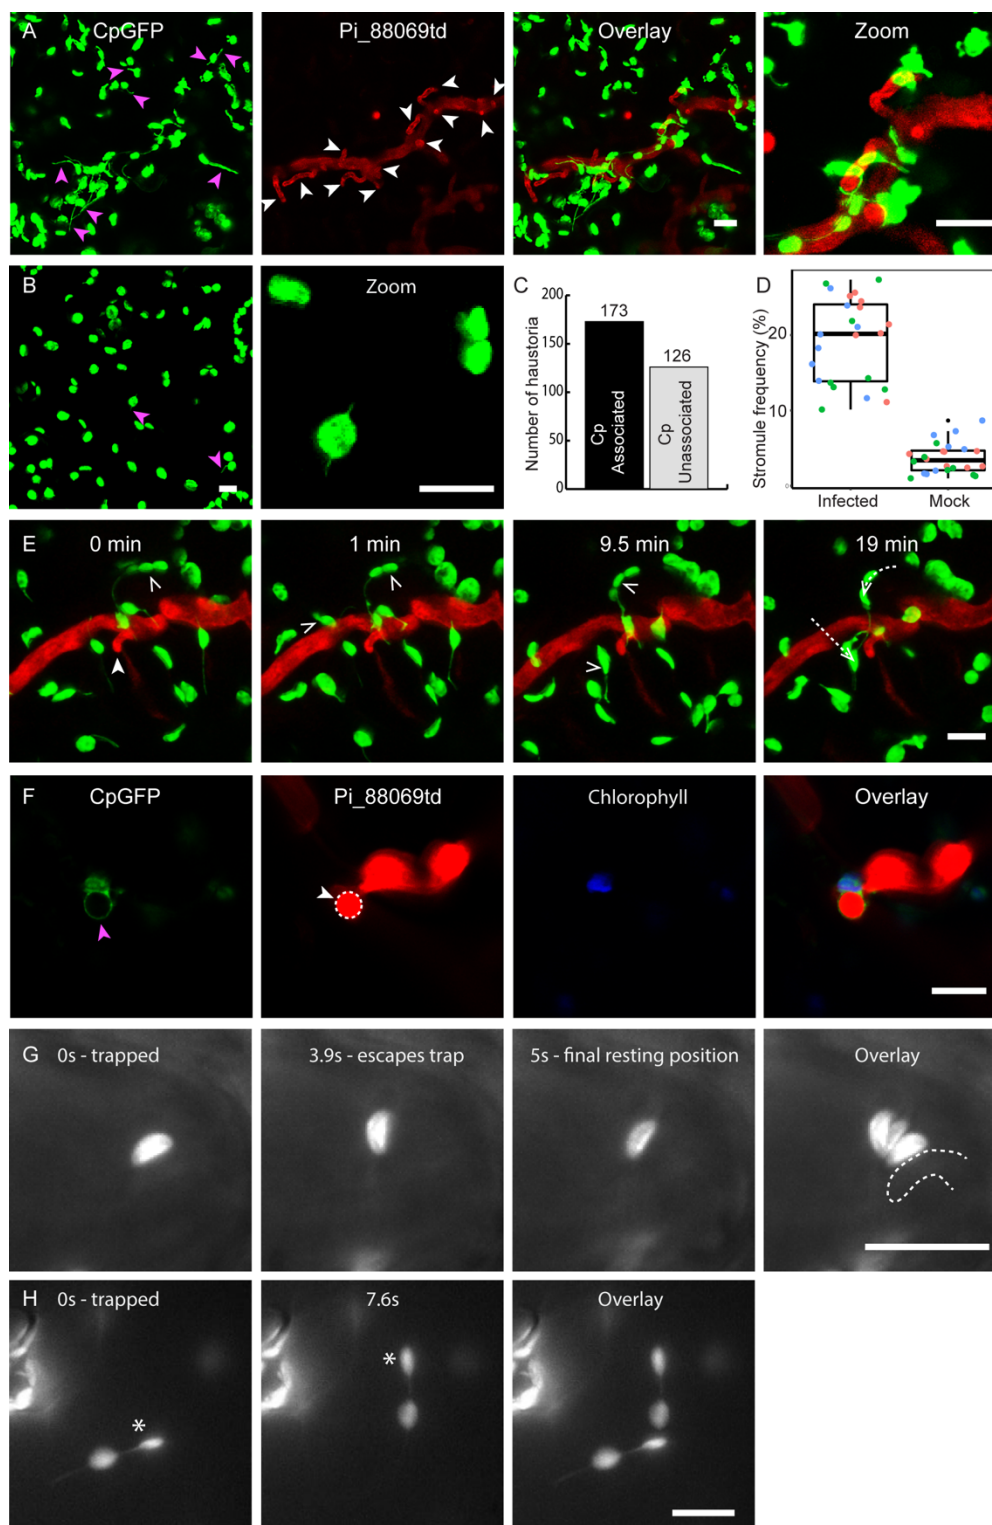 A
CpGFP
Pi_88069td
Overlay
Zoom
B
Zoom
C
Number of haustoria
200
150
100
50
0
173
126
Cp
Associated
Cp
Unassociated
D
Stromule frequency (%)
20
10
0
Infected
Mock
E
0 min
1 min
9.5 min
19 min
F
CpGFP
Pi_88069td
Chlorophyll
Overlay
G
0s - trapped
3.9s - escapes trap
5s - final resting position
Overlay
H
0s - trapped
*
7.6s
*
Overlay